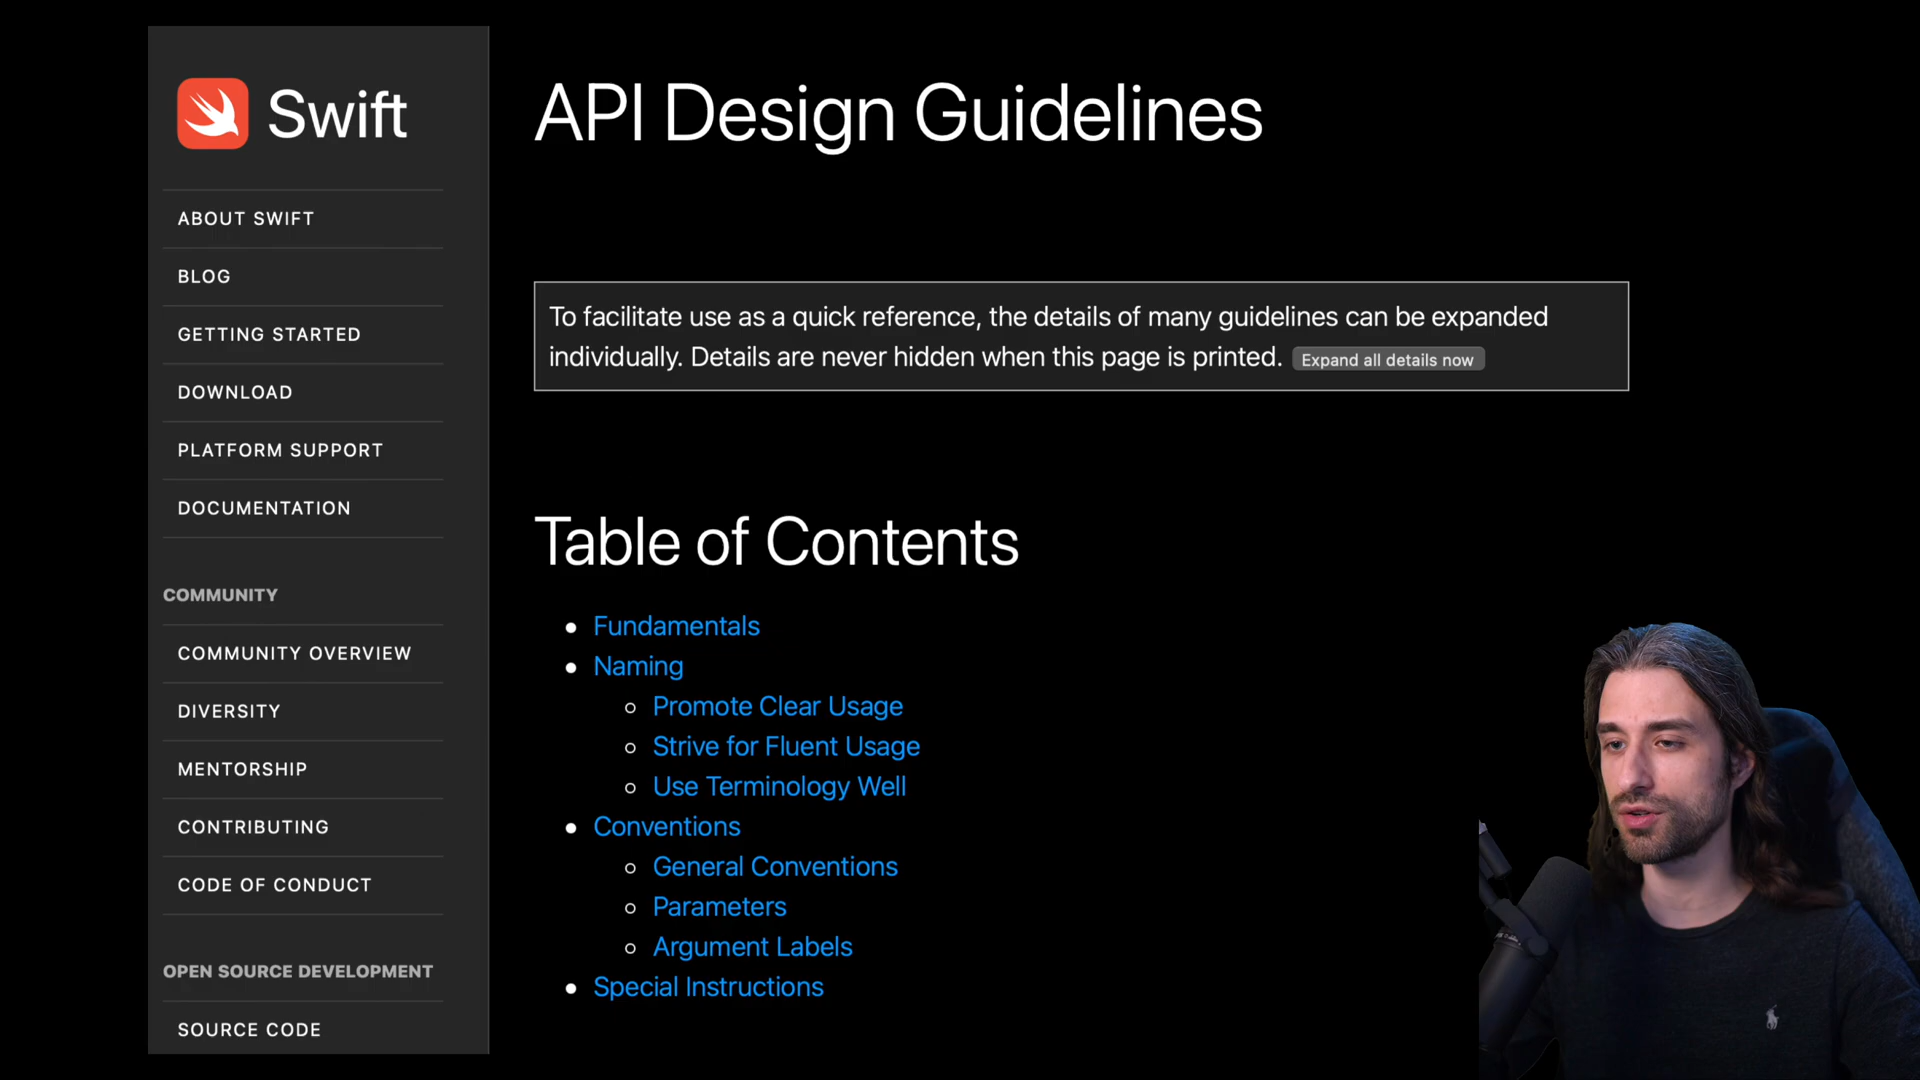 Swift
ABOUT SWIFT
BLOG
GETTING STARTED
DOWNLOAD
PLATFORM SUPPORT
DOCUMENTATION
COMMUNITY
COMMUNITY OVERVIEW
DIVERSITY
MENTORSHIP
CONTRIBUTING
CODE OF CONDUCT
OPEN SOURCE DEVELOPMENT
SOURCE CODE
API Design Guidelines
To facilitate use as a quick reference, the details of many guidelines can be expanded
individually. Details are never hidden when this page is printed. Expand all details now
Table of Contents
Fundamentals
Naming
Promote Clear Usage
Strive for Fluent Usage
Use Terminology Well
Conventions
General Conventions
Parameters
Argument Labels
Special Instructions